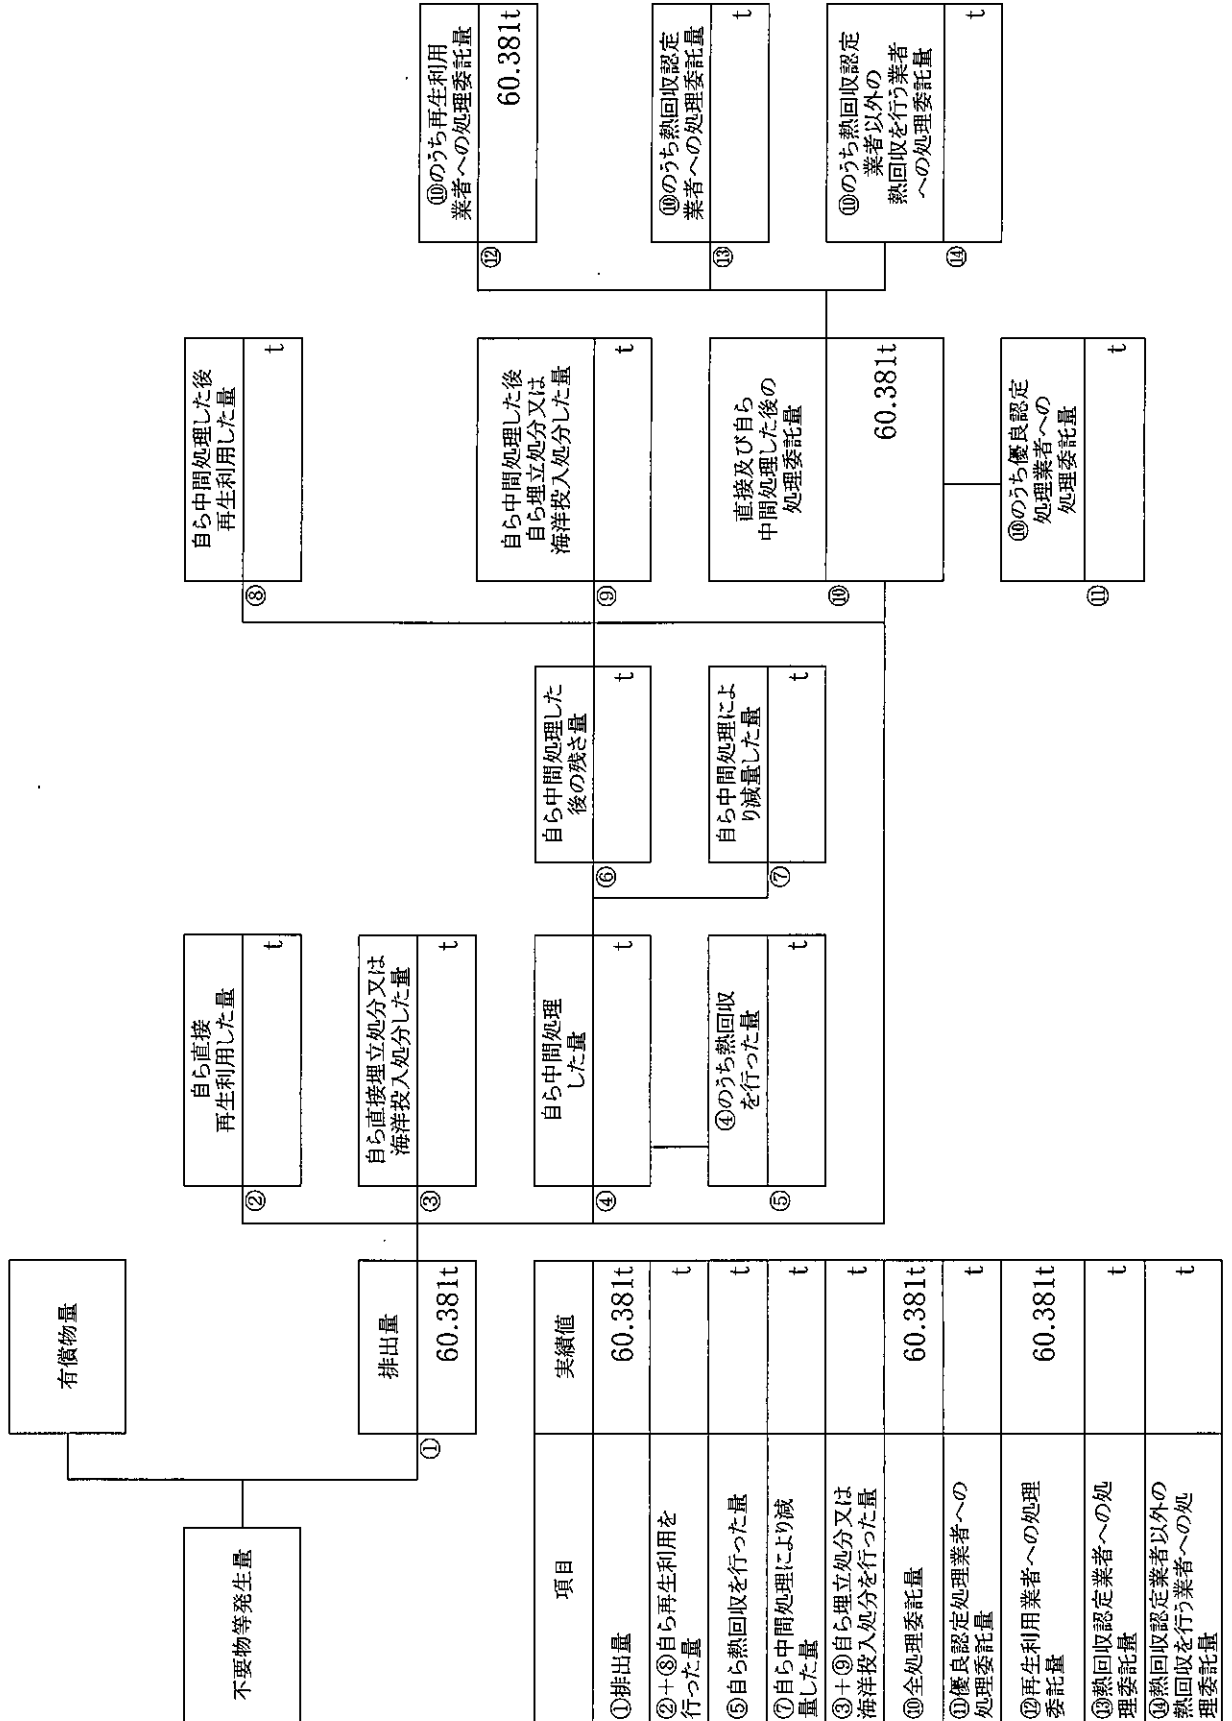 不要物等発生量
有償物量
①
排出量
60.381t
②
自ら直接
再生利用した量
t
③
自ら直接埋立処分又は
海洋投入処分した量
t
④
自ら中間処理
した量
t
⑤
④のうち熱回収
を行った量
t
⑥
自ら中間処理した
後の残さ量
t
⑦
自ら中間処理によ
り減量した量
t
⑧
自ら中間処理した後
再生利用した量
t
⑨
自ら中間処理した後
自ら埋立処分又は
海洋投入処分した量
t
⑩
直接及び自ら
中間処理した後の
処理委託量
60.381t
⑪
⑩のうち優良認定
処理業者への
処理委託量
t
⑫
⑩のうち再生利用
業者への処理委託量
60.381t
⑬
⑩のうち熱回収認定
業者への処理委託量
t
⑭
⑩のうち熱回収認定
業者以外の
熱回収を行う業者
への処理委託量
t
項目
実績値
①排出量
60.381t
②+⑧自ら再生利用を
行った量
t
⑤自ら熱回収を行った量
t
⑦自ら中間処理により減
量した量
t
③+⑨自ら埋立処分又は
海洋投入処分を行った量
t
⑩全処理委託量
60.381t
⑪優良認定処理業者への
処理委託量
t
⑫再生利用業者への処理
委託量
60.381t
⑬熱回収認定業者への処
理委託量
t
⑭熱回収認定業者以外の
熱回収を行う業者への処
理委託量
t